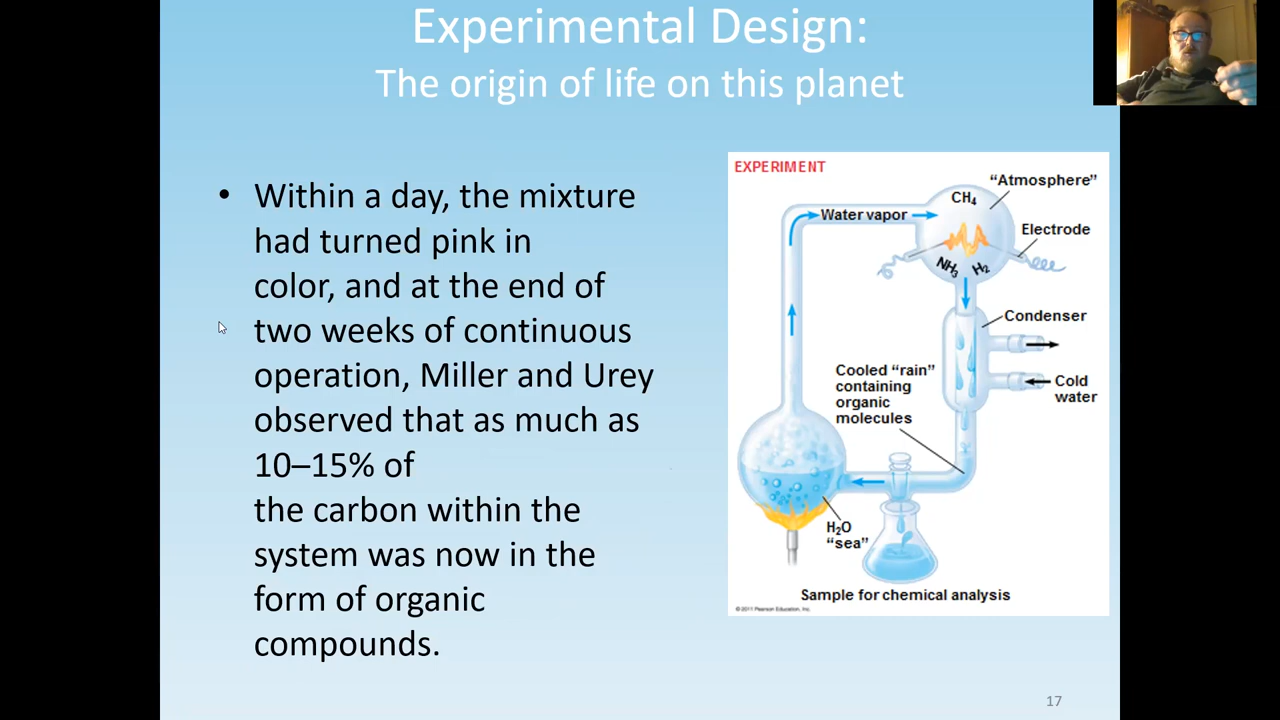 Experimental Design:
The origin of life on this planet
• Within a day, the mixture
had turned pink in
color, and at the end of
two weeks of continuous
operation, Miller and Urey
observed that as much as
10–15% of
the carbon within the
system was now in the
form of organic
compounds.
EXPERIMENT
“Atmosphere”
CH₄
Water vapor
Electrode
NH₃ H₂
Condenser
Cooled “rain”
containing
organic
molecules
Cold
water
H₂O
“sea”
Sample for chemical analysis
© 2011 Pearson Education, Inc.
17